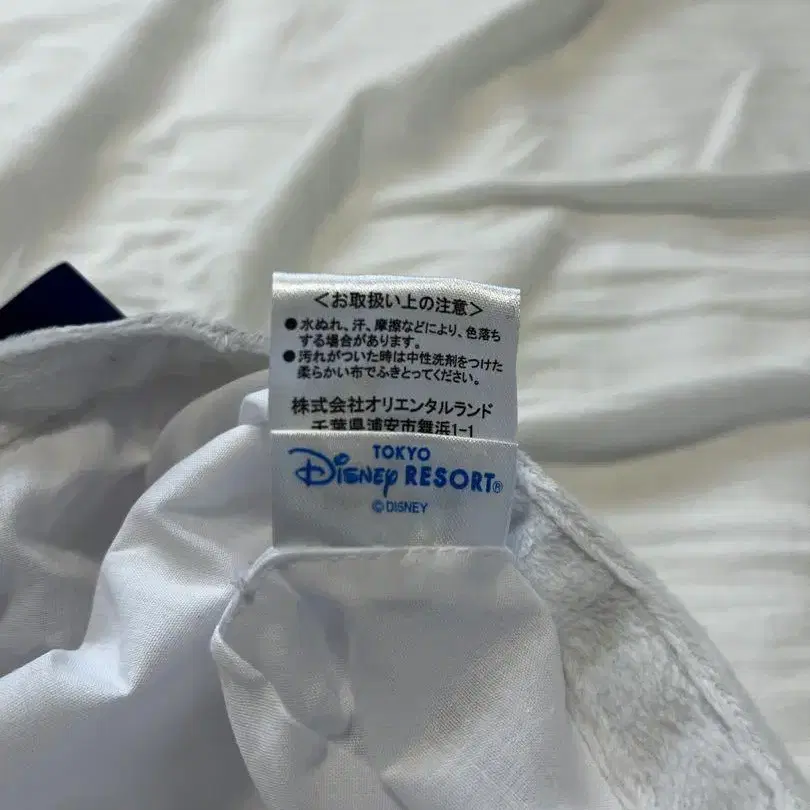 ＜お取扱い上の注意＞
●水ぬれ、汗、摩擦などにより、色落ち
する場合があります。
●汚れがついた時は中性洗剤をつけた
柔らかい布でふきとってください。
株式会社オリエンタルランド
千葉県浦安市舞浜1-1
TOKYO
Disney RESORT®
©DISNEY